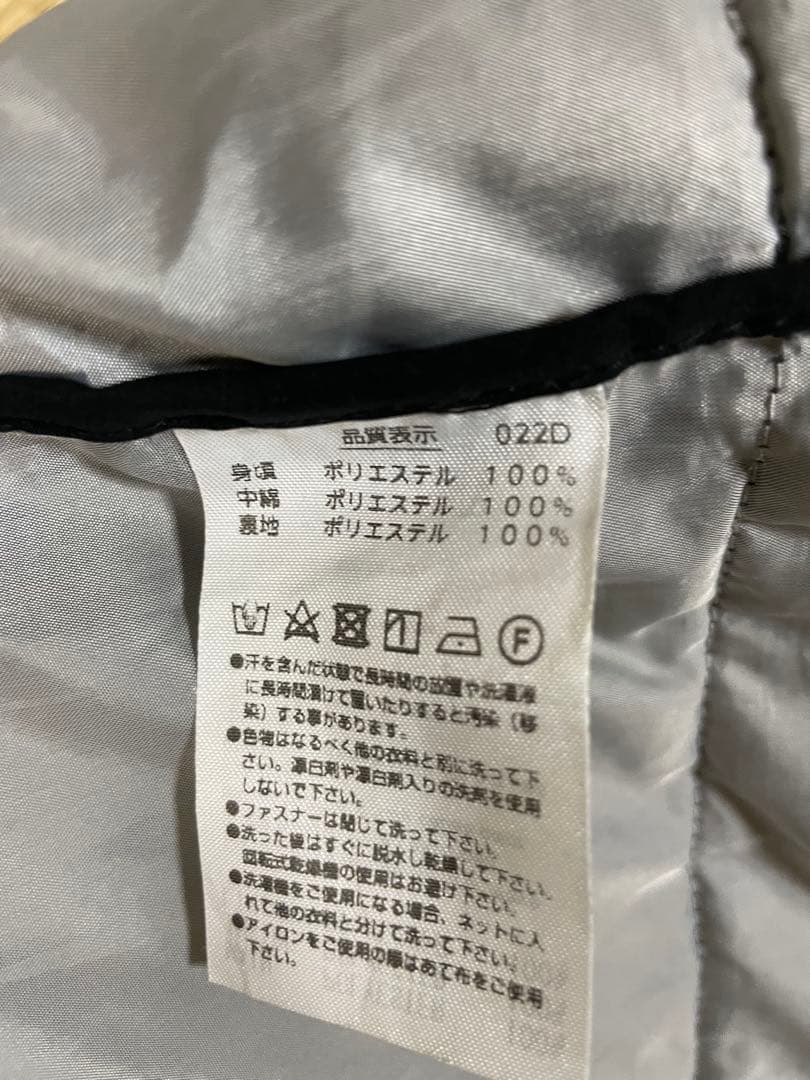 品質表示 022D
身頃 ポリエステル 100%
中綿 ポリエステル 100%
裏地 ポリエステル 100%
F
●汗を含んだ状態で長時間の放置や洗濯液
に長時間漬けて置いたりすると汚染(移
染)する事があります。
●色物はなるべく他の衣料と別に洗って下
さい。漂白剤や漂白剤入りの洗剤を使用
しないで下さい。
●ファスナーは閉じて洗って下さい。
●洗った後はすぐに脱水し乾燥して下さい。
回転式乾燥機の使用はお避け下さい。
●洗濯機をご使用になる場合、ネットに入
れて他の衣料と分けて洗って下さい。
●アイロンをご使用の際はあて布をご使用
下さい。